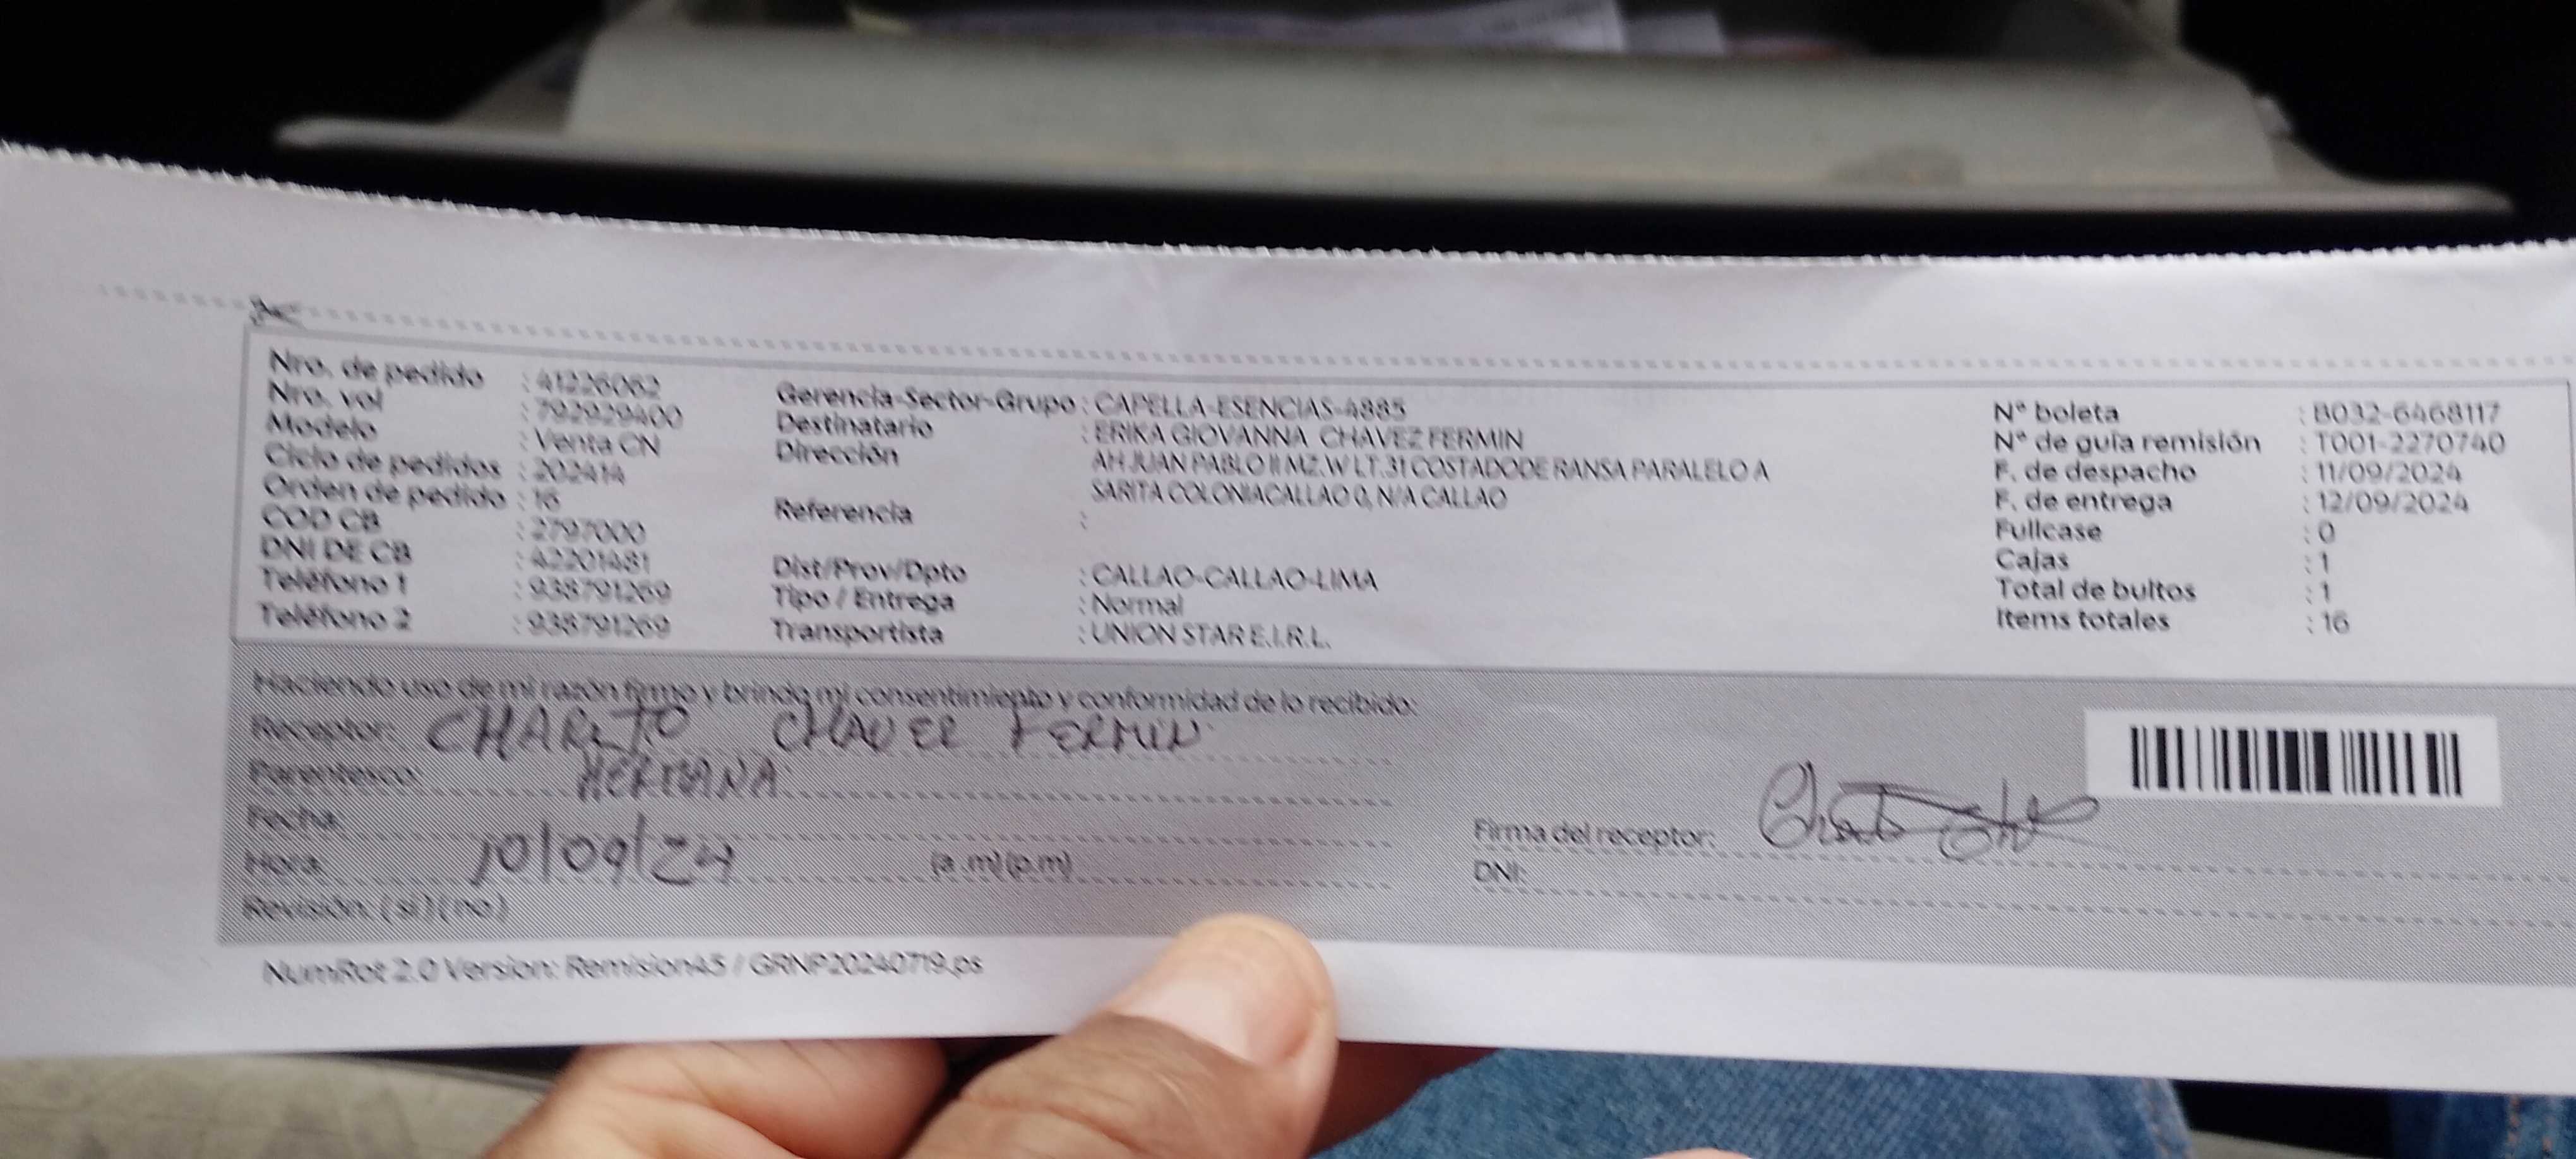 Nro. de pedido : 41226062
Nro. vol : 792929400
Modelo : Venta CN
Ciclo de pedidos : 202414
Orden de pedido : 16
COD CB : 2797000
DNI DE CB : 42201481
Teléfono 1 : 938791269
Teléfono 2 : 938791269
Gerencia-Sector-Grupo : CAPELLA-ESENCIAS-4885
Destinatario : ERIKA GIOVANNA CHAVEZ FERMIN
Dirección AH JUAN PABLO II MZ.W LT.31 COSTADODE RANSA PARALELO A
SARITA COLONIACALLAO 0, N/A CALLAO
Referencia :
Dist/Prov/Dpto : CALLAO-CALLAO-LIMA
Tipo / Entrega : Normal
Transportista : UNION STAR E.I.R.L.
N° boleta : B032-6468117
N° de guía remisión : T001-2270740
F. de despacho : 11/09/2024
F. de entrega : 12/09/2024
Fullcase : 0
Cajas : 1
Total de bultos : 1
Items totales : 16
Haciendo uso de mi razón firmo y brindo mi consentimiento y conformidad de lo recibido:
Receptor: CHARITO CHAVEZ FERMIN
Parentesco: HERMANA
Fecha:
Hora: 10/09/24 (a.m)(p.m)
Revisión: (si)(no)
Firma del receptor:
DNI:
NumRot 2.0 Version: Remision45 / GRNP20240719.ps